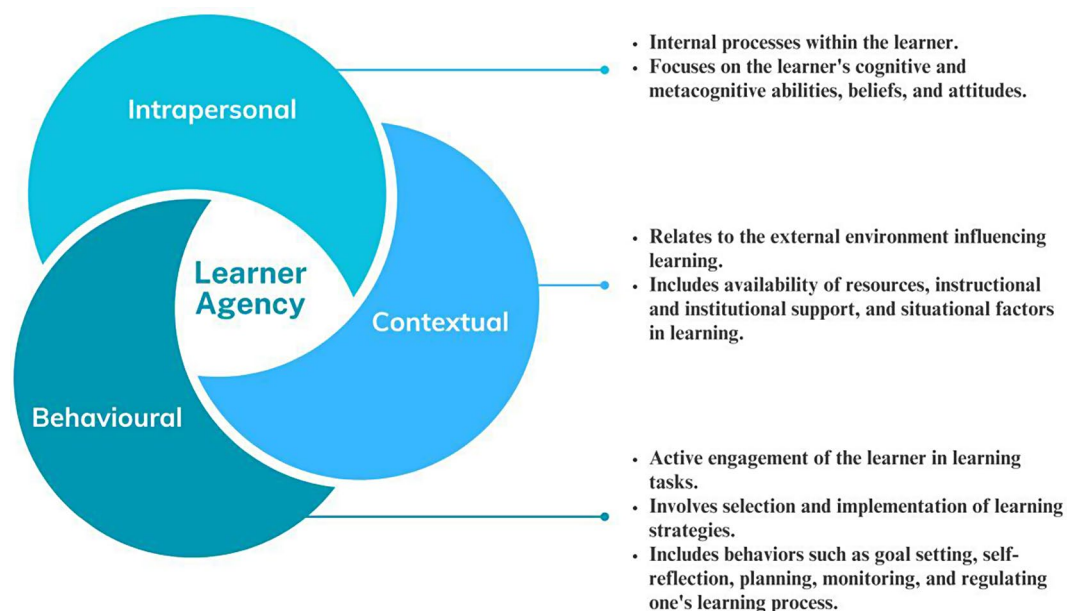 Intrapersonal
• Internal processes within the learner.
• Focuses on the learner's cognitive and
metacognitive abilities, beliefs, and attitudes.
Learner
Agency
Contextual
• Relates to the external environment influencing
learning.
• Includes availability of resources, instructional
and institutional support, and situational factors
in learning.
Behavioural
• Active engagement of the learner in learning
tasks.
• Involves selection and implementation of learning
strategies.
• Includes behaviors such as goal setting, self-
reflection, planning, monitoring, and regulating
one's learning process.